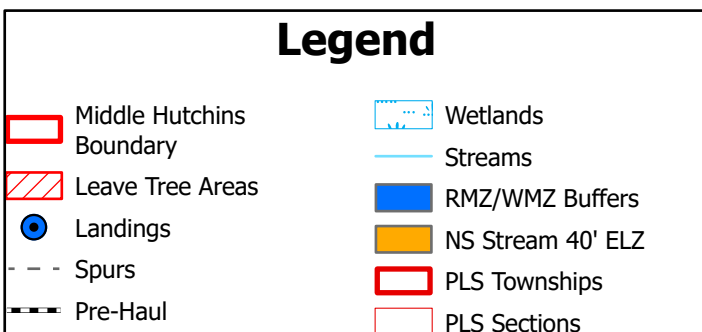 Legend
Middle Hutchins
Boundary
Leave Tree Areas
Landings
Spurs
Pre-Haul
Wetlands
Streams
RMZ/WMZ Buffers
NS Stream 40' ELZ
PLS Townships
PLS Sections